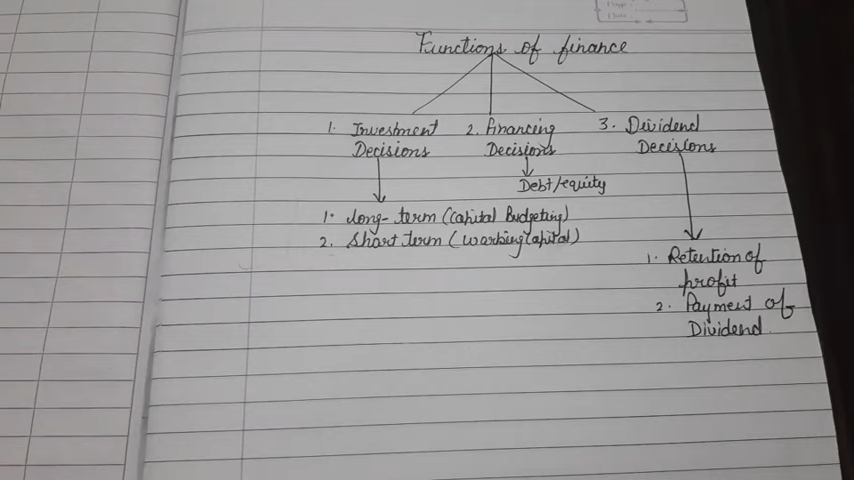 Functions of finance
1. Investment Decisions
2. Financing Decisions
3. Dividend Decisions
Debt/equity
1. Long-term (Capital Budgeting)
2. Short term (Working Capital)
1. Retention of
profit
2. Payment of
Dividend